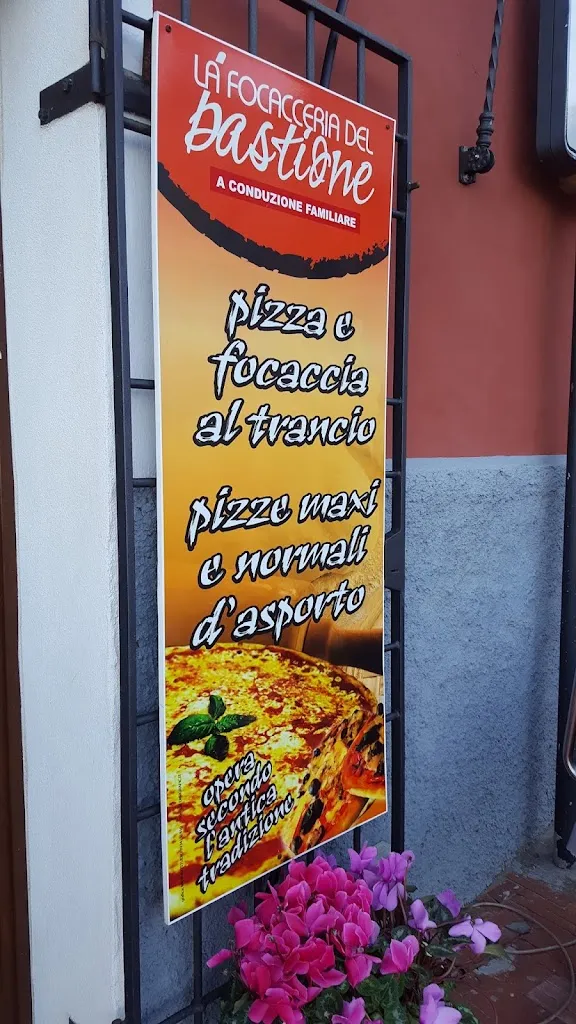 LA FOCACCERIA DEL
bastione
A CONDUZIONE FAMILIARE
pizza e
focaccia
al trancio
pizze maxi
e normali
d'asporto
opera
secondo
l'antica
tradizione